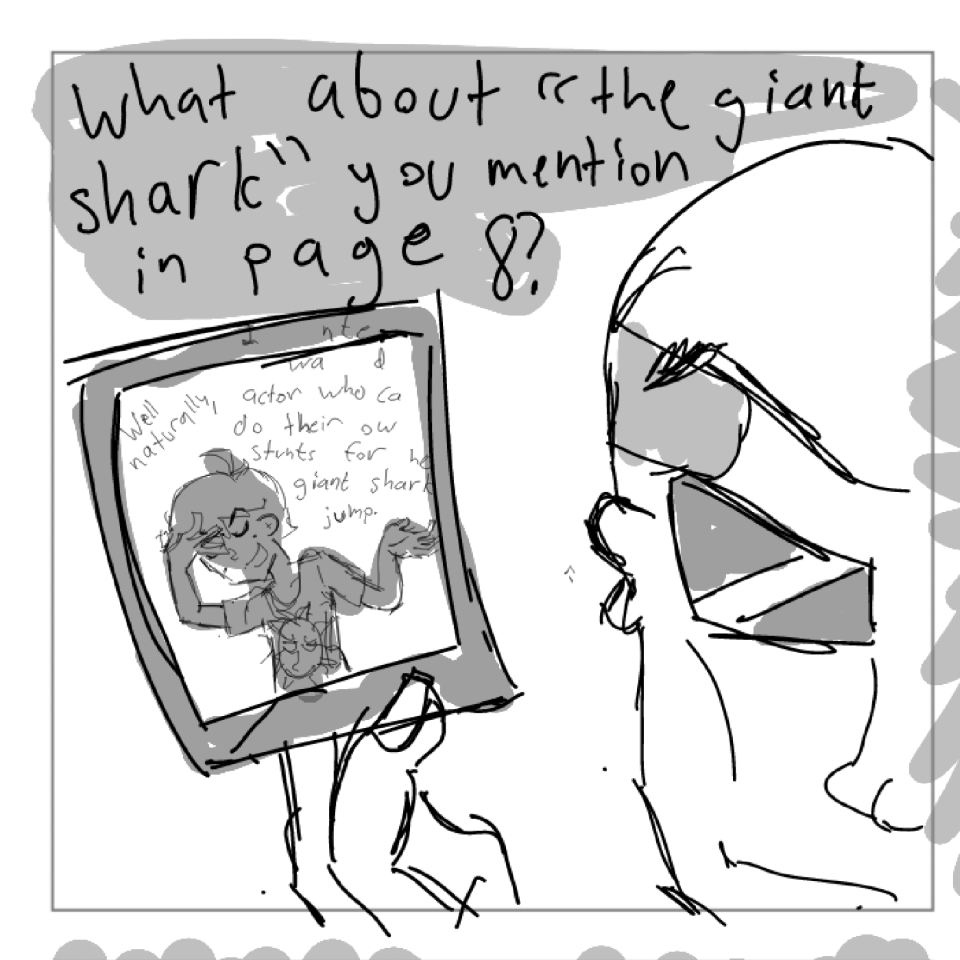 What about "the giant
shark" you mention
in page 8?
Well
naturally,
actor who ca
do their ow
stunts for he
giant shark
jump.